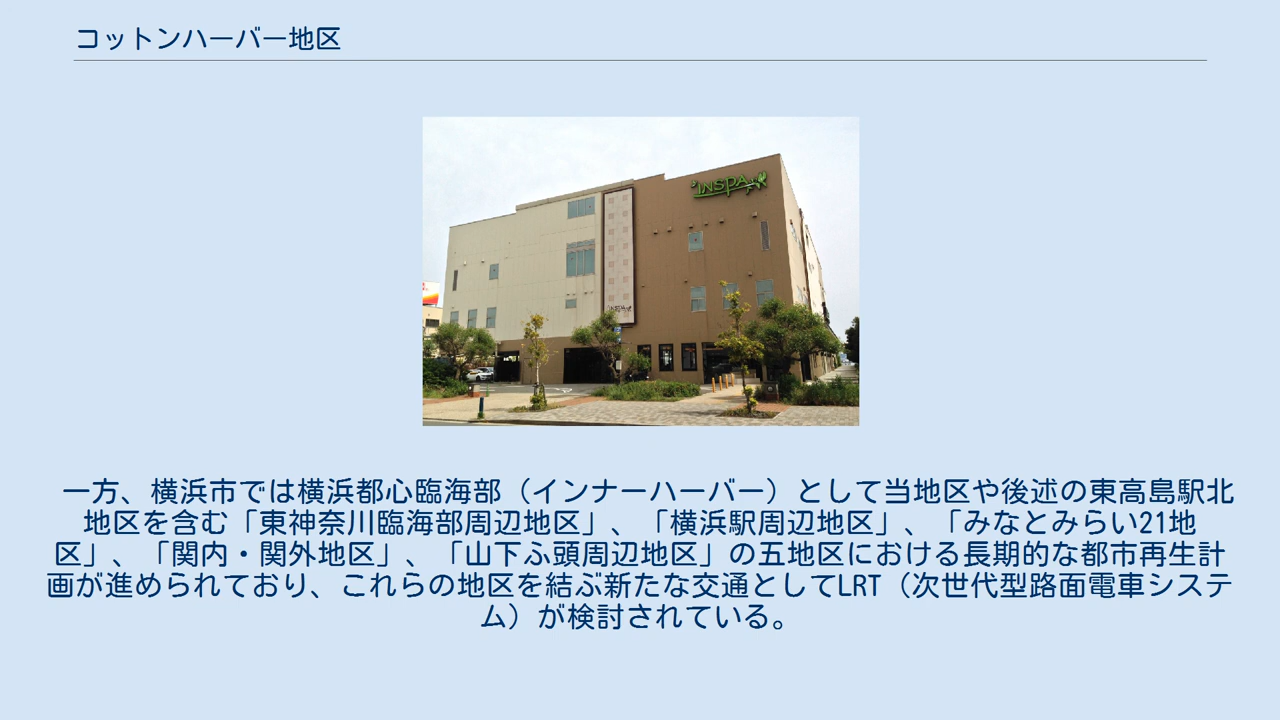 コットンハーバー地区
INSPA
一方、横浜市では横浜都心臨海部（インナーハーバー）として当地区や後述の東高島駅北
地区を含む「東神奈川臨海部周辺地区」、「横浜駅周辺地区」、「みなとみらい21地
区」、「関内・関外地区」、「山下ふ頭周辺地区」の五地区における長期的な都市再生計
画が進められており、これらの地区を結ぶ新たな交通としてLRT（次世代型路面電車システ
ム）が検討されている。